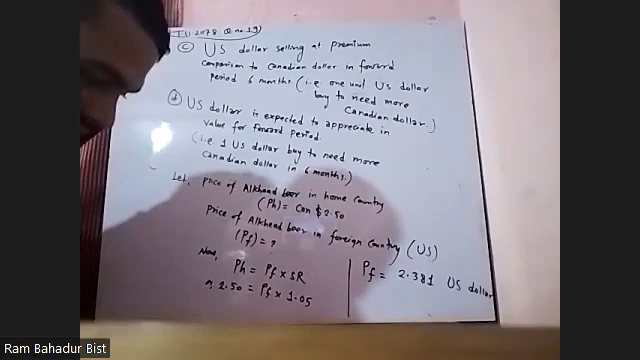 T.U. 2078 Q.no.19)
(c) US dollar selling at premium
comparison to Canadian dollar in forward
period 6 months. (i.e. one unit US dollar
buy to need more
Canadian dollar.)
(d) US dollar is expected to appreciate in
value for forward period
(i.e. 1 US dollar buy to need more
Canadian dollar in 6 months.)
Let, price of Alkhead beer in home country
(Ph) = Can $ 2.50
Price of Alkhead beer in foreign country (US)
(Pf) = ?
Now,
Ph = Pf × SR
or, 2.50 = Pf × 1.05
Pf = 2.381 US dollar
Ram Bahadur Bist